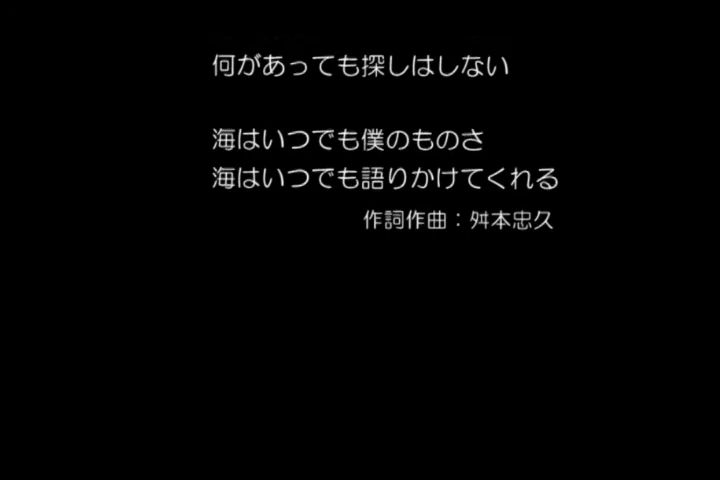 何があっても探しはしない
海はいつでも僕のものさ
海はいつでも語りかけてくれる
作詞作曲：舛本忠久